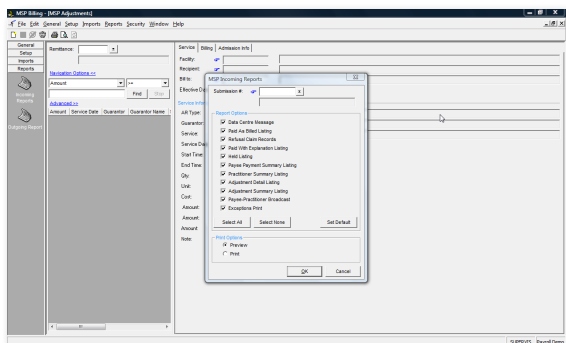 MSP Billing - [MSP Adjustments]
File Edit General Setup Imports Reports Security Window Help
General
Setup
Imports
Reports
Incoming Reports
Outgoing Report
Remittance:
Navigation Options >>
Amount >=
Find Stop
Advanced >>
Amount Service Date Guarantor Guarantor Name
Service Billing Admission Info
Facility:
Recipient:
Bill to:
Effective Da
Service Infor
AR Type:
Guarantor:
Service:
Service Da
Start Time:
End Time:
Qty:
Unit:
Cost:
Amount
Amount
Amount
Note:
MSP Incoming Reports
Submission #:
Report Options
Data Centre Message
Paid As Billed Listing
Refusal Claim Records
Paid With Explanation Listing
Held Listing
Payee Payment Summary Listing
Practitioner Summary Listing
Adjustment Detail Listing
Adjustment Summary Listing
Payee-Practitioner Broadcast
Exceptions Print
Select All Select None Set Default
Print Options
Preview
Print
OK Cancel
SUPERVIS Payroll Demo